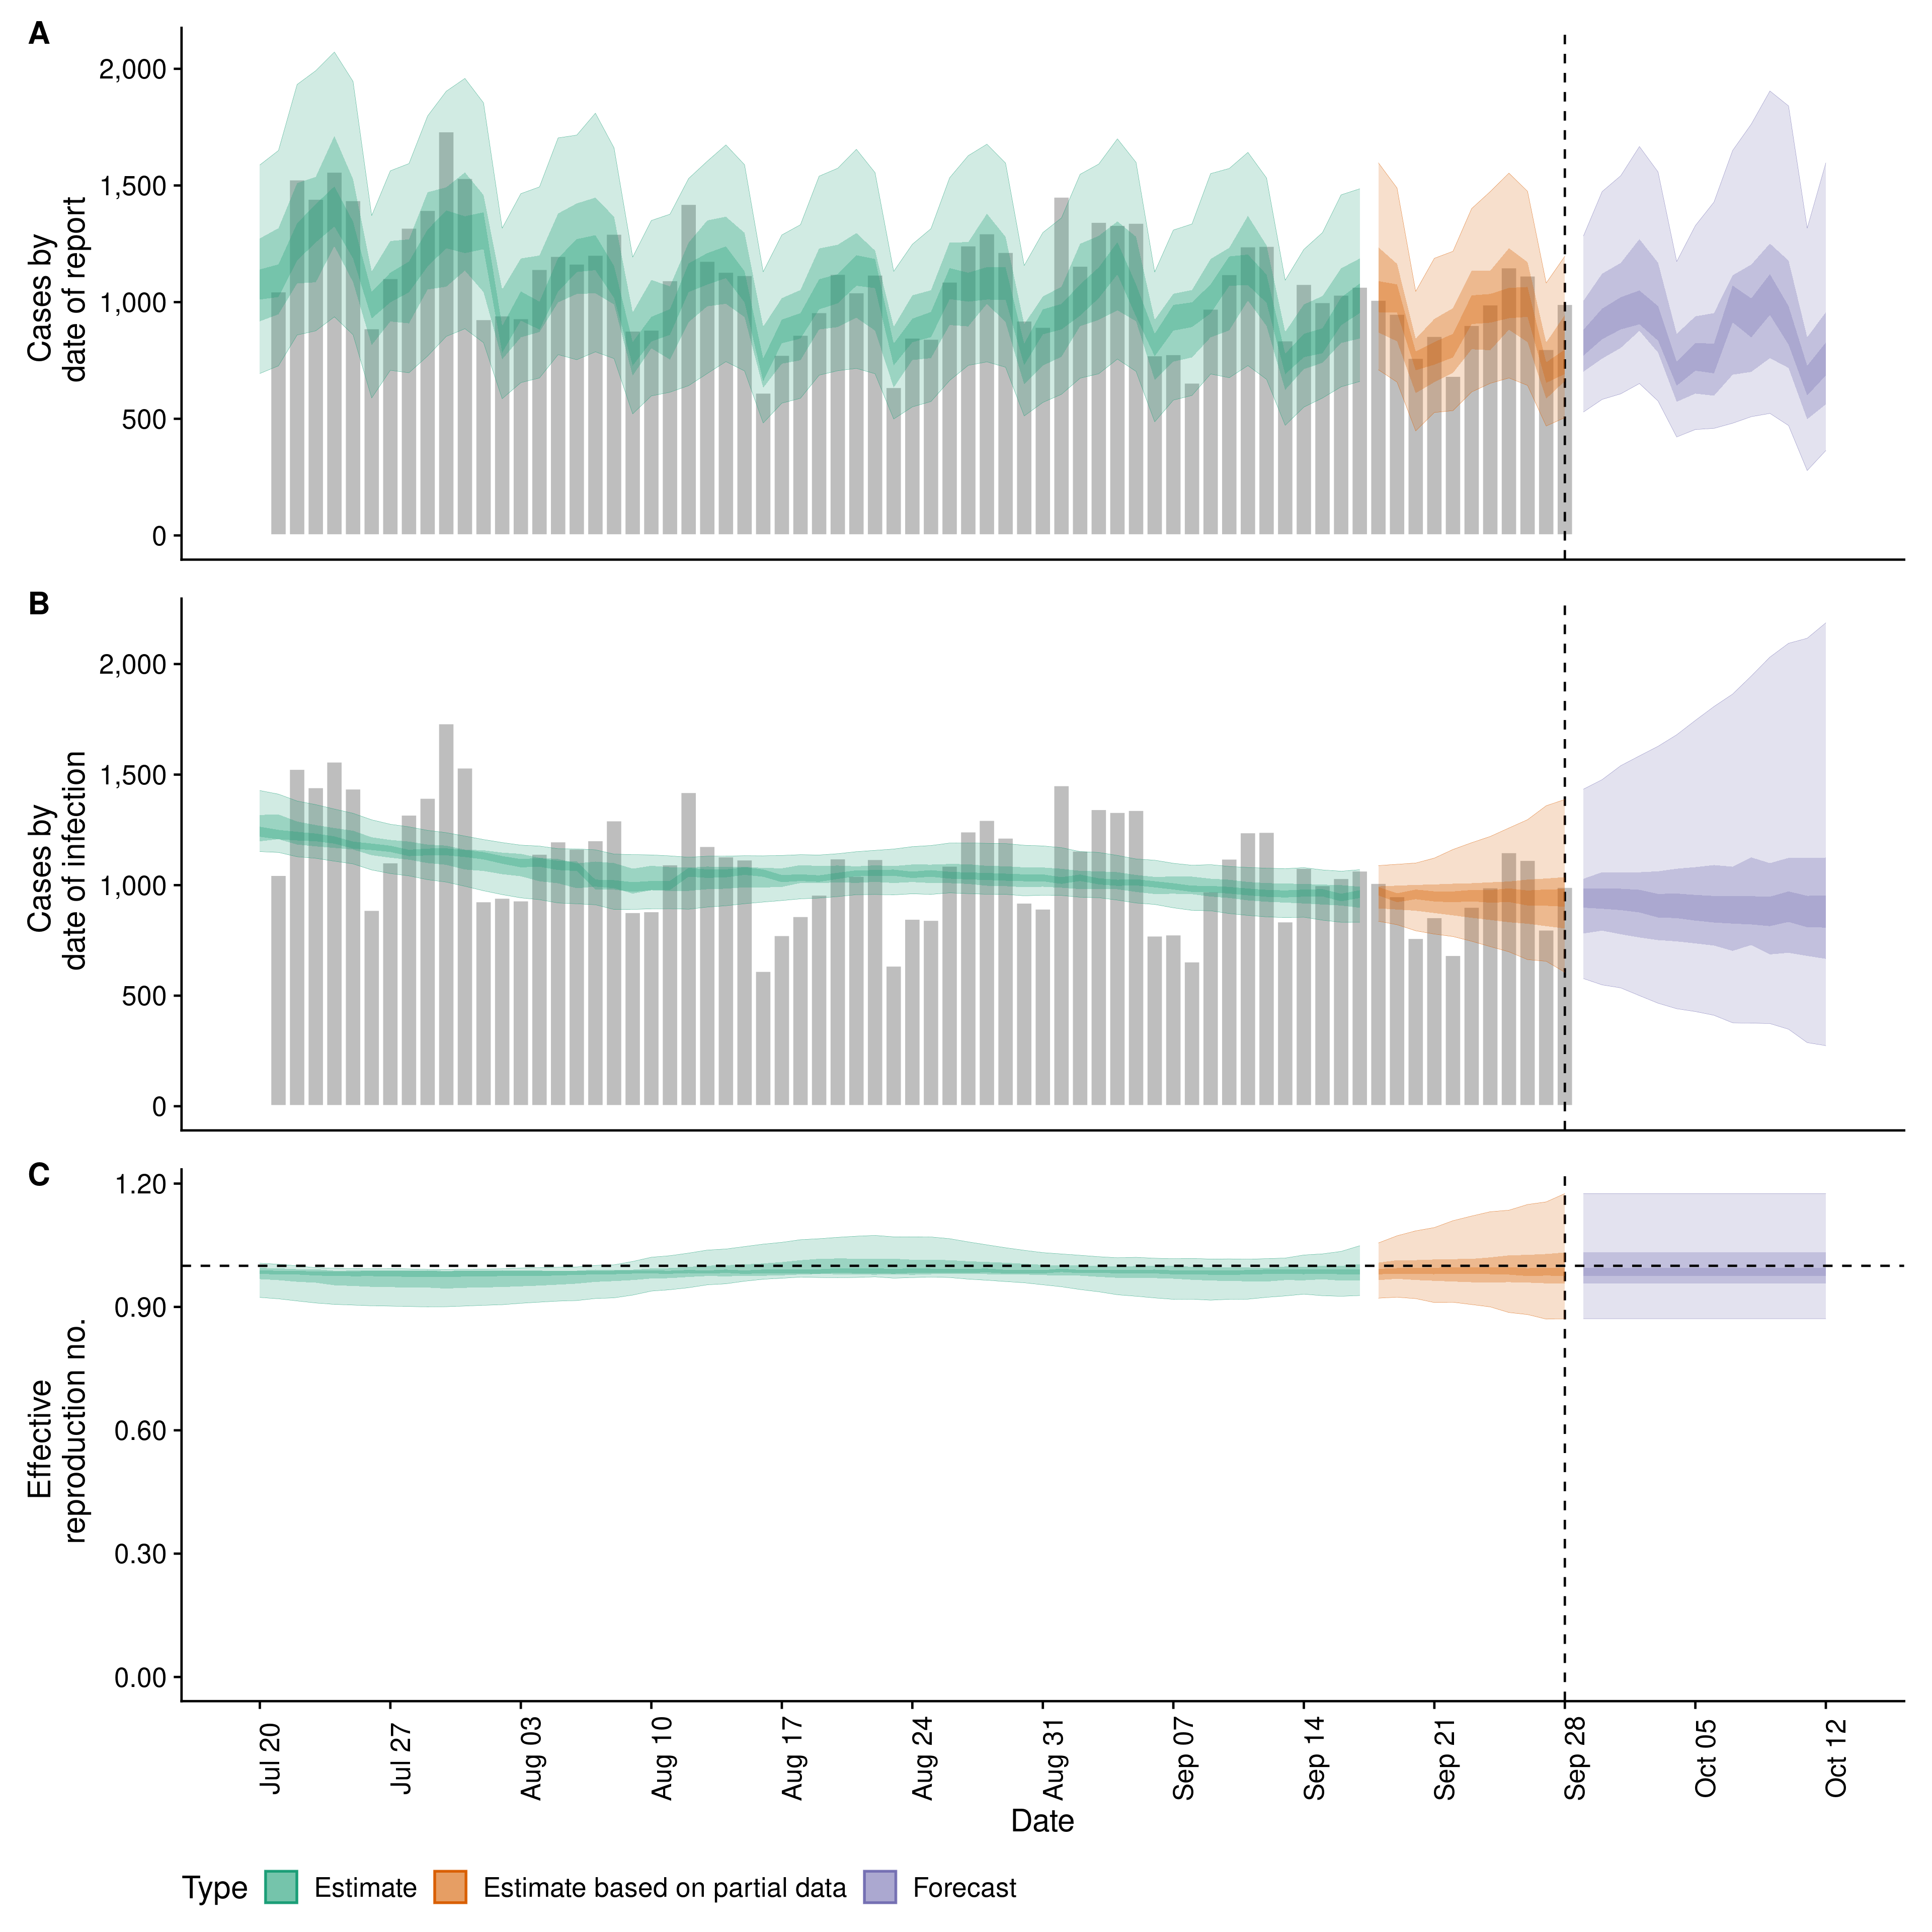 A
Cases by
date of report
2,000
1,500
1,000
500
0
B
Cases by
date of infection
2,000
1,500
1,000
500
0
C
Effective
reproduction no.
1.20
0.90
0.60
0.30
0.00
Jul 20
Jul 27
Aug 03
Aug 10
Aug 17
Aug 24
Aug 31
Sep 07
Sep 14
Sep 21
Sep 28
Oct 05
Oct 12
Date
Type Estimate Estimate based on partial data Forecast